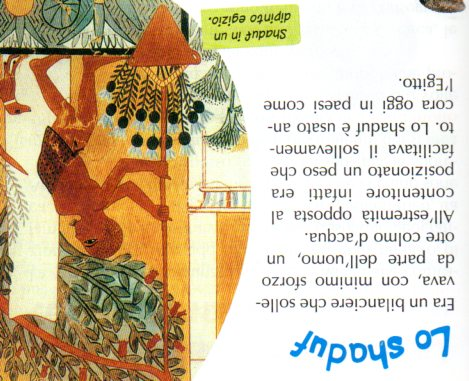 Lo shaduf
Era un bilanciere che solle-
vava, con minimo sforzo
da parte dell'uomo, un
otre colmo d'acqua.
All'estremità opposta al
contenitore infatti era
posizionato un peso che
facilitava il sollevamen-
to. Lo shaduf è usato an-
cora oggi in paesi come
l'Egitto.
Shaduf in un
dipinto egizio.